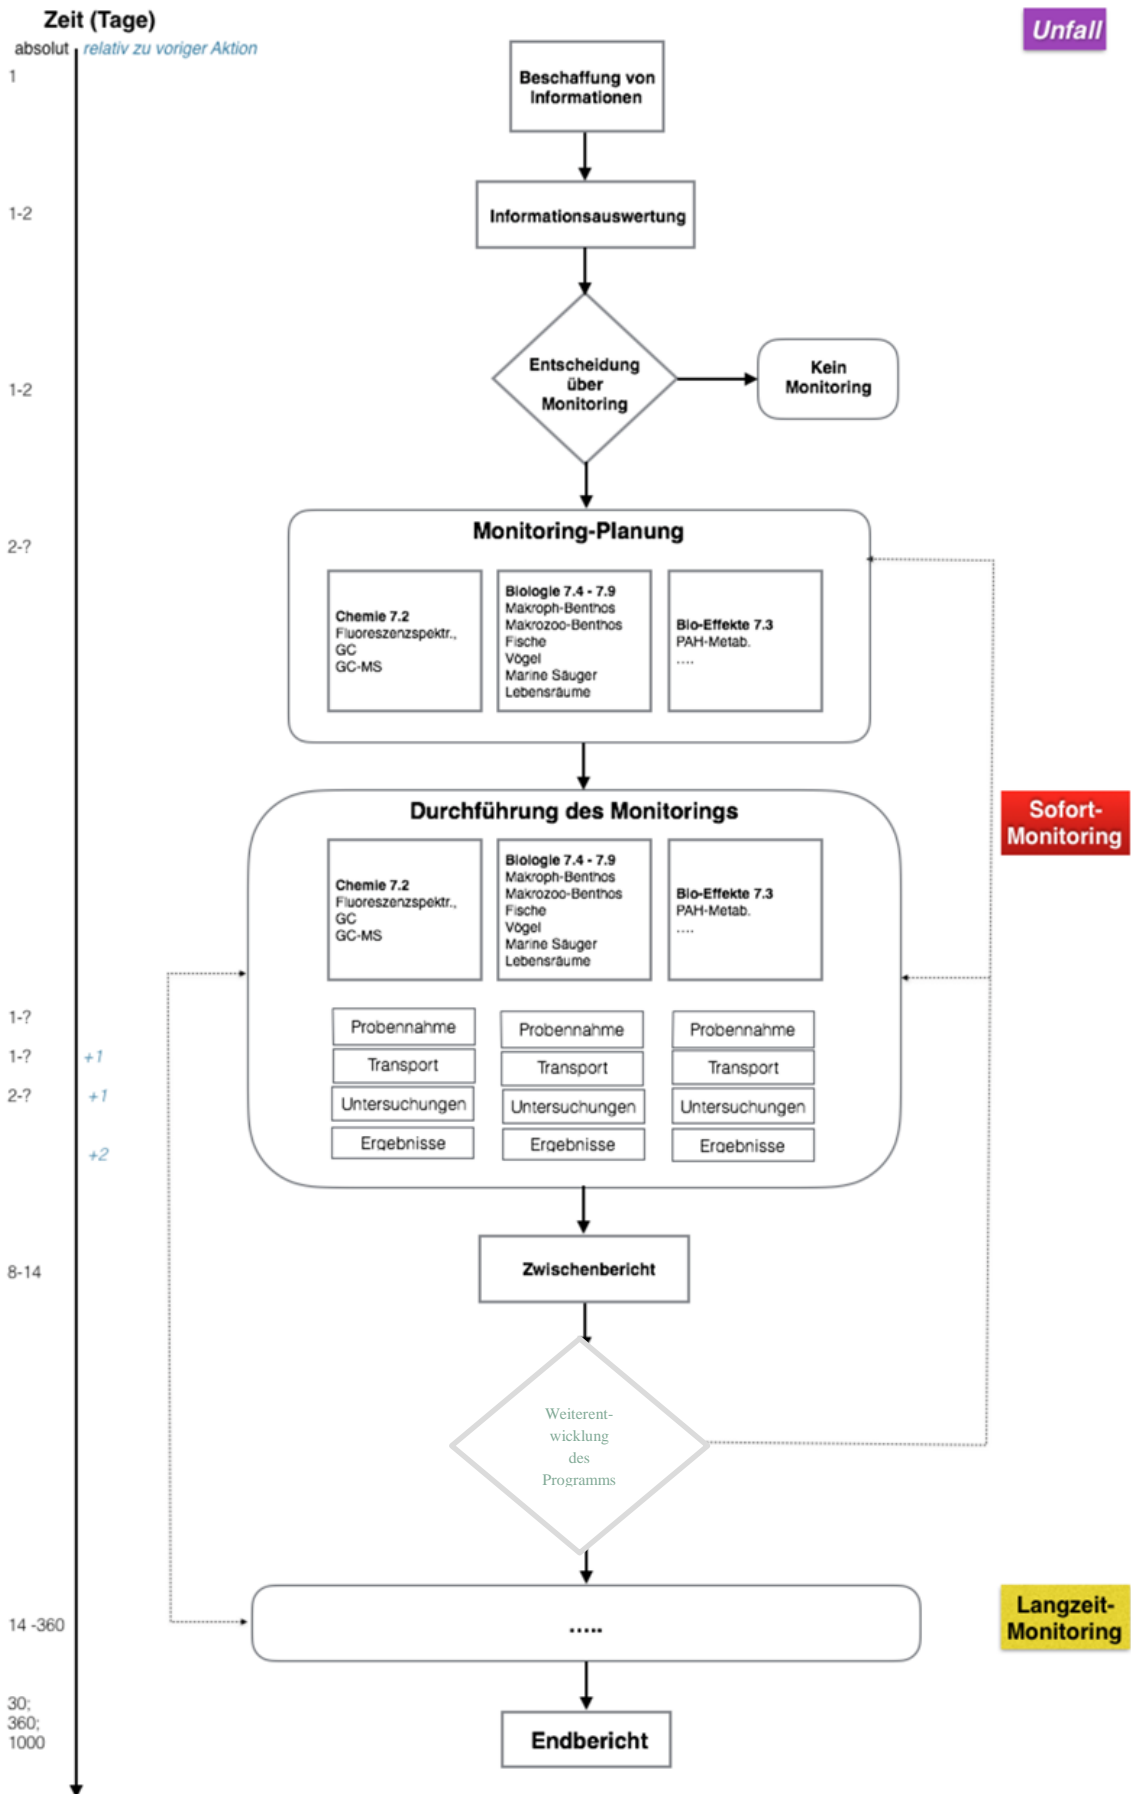 Zeit (Tage)
absolut
relativ zu voriger Aktion
Unfall
1
Beschaffung von
Informationen
1-2
Informationsauswertung
1-2
Entscheidung
über
Monitoring
Kein
Monitoring
2-?
Monitoring-Planung
Chemie 7.2
Fluoreszenzspektr.,
GC
GC-MS
Biologie 7.4 - 7.9
Makroph-Benthos
Makrozoo-Benthos
Fische
Vögel
Marine Säuger
Lebensräume
Bio-Effekte 7.3
PAH-Metab.
....
Sofort-
Monitoring
Durchführung des Monitorings
Chemie 7.2
Fluoreszenzspektr.,
GC
GC-MS
Biologie 7.4 - 7.9
Makroph-Benthos
Makrozoo-Benthos
Fische
Vögel
Marine Säuger
Lebensräume
Bio-Effekte 7.3
PAH-Metab.
....
1-?
Probennahme
Probennahme
Probennahme
1-?
+1
Transport
Transport
Transport
2-?
+1
Untersuchungen
Untersuchungen
Untersuchungen
+2
Ergebnisse
Ergebnisse
Ergebnisse
8-14
Zwischenbericht
Weiterent-
wicklung
des
Programms
14 -360
.....
Langzeit-
Monitoring
30;
360;
1000
Endbericht